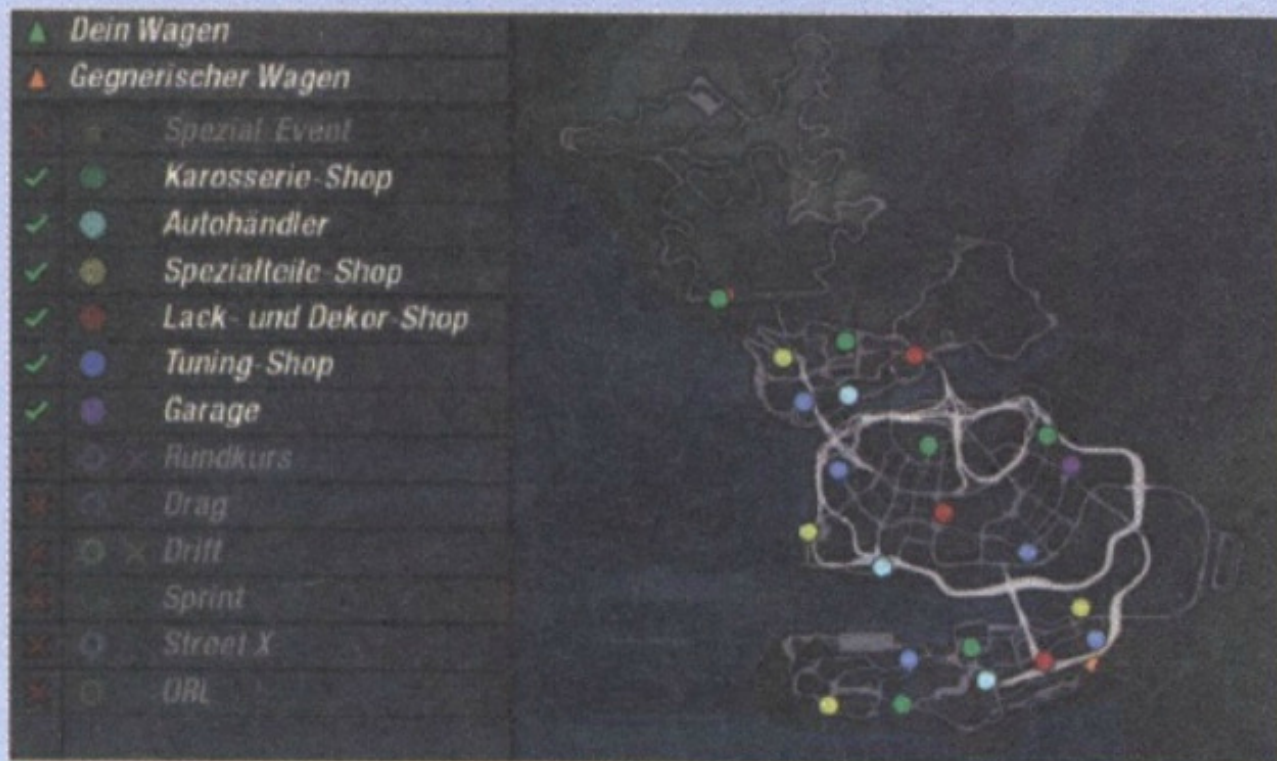 Dein Wagen
Gegnerischer Wagen
Spezial Event
Karosserie-Shop
Autohändler
Spezialteile-Shop
Lack- und Dekor-Shop
Tuning-Shop
Garage
Rundkurs
Drag
Drift
Sprint
Street X
URL